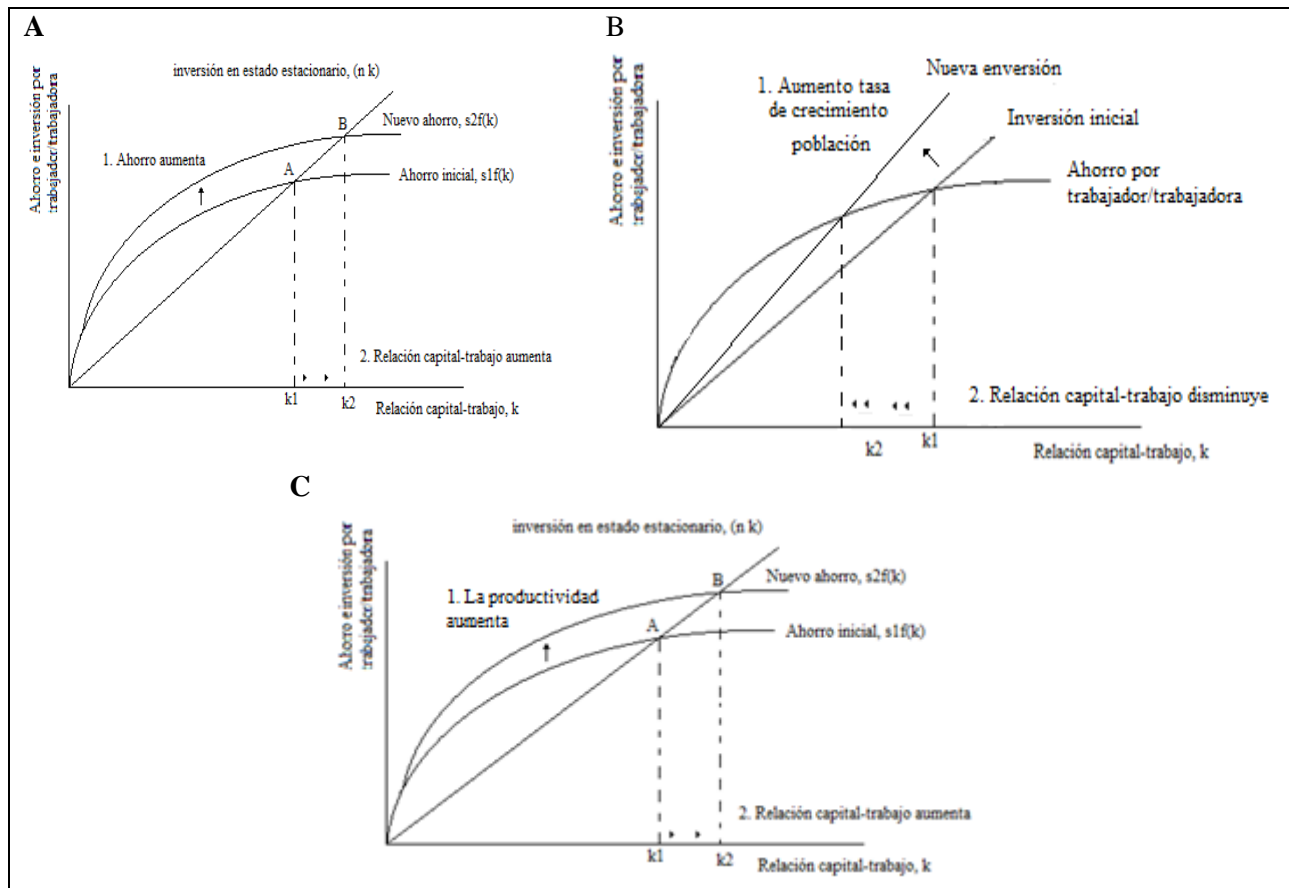 A
Ahorro e inversión por
trabajador/trabajadora
inversión en estado estacionario, (n k)
Nuevo ahorro, s2f(k)
B
1. Ahorro aumenta
A
Ahorro inicial, s1f(k)
2. Relación capital-trabajo aumenta
k1
k2
Relación capital-trabajo, k
B
Ahorro e inversión por
trabajador/trabajadora
Nueva enversión
1. Aumento tasa
de crecimiento
población
Inversión inicial
Ahorro por
trabajador/trabajadora
2. Relación capital-trabajo disminuye
k2
k1
Relación capital-trabajo, k
C
Ahorro e inversión por
trabajador/trabajadora
inversión en estado estacionario, (n k)
Nuevo ahorro, s2f(k)
B
1. La productividad
aumenta
A
Ahorro inicial, s1f(k)
2. Relación capital-trabajo aumenta
k1
k2
Relación capital-trabajo, k